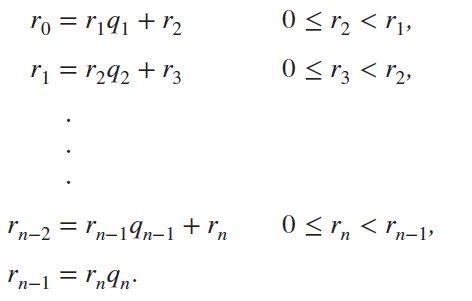 r₀ = r₁q₁ + r₂ 0 ≤ r₂ < r₁,
r₁ = r₂q₂ + r₃ 0 ≤ r₃ < r₂,
.
.
.
rₙ₋₂ = rₙ₋₁qₙ₋₁ + rₙ 0 ≤ rₙ < rₙ₋₁,
rₙ₋₁ = rₙqₙ.